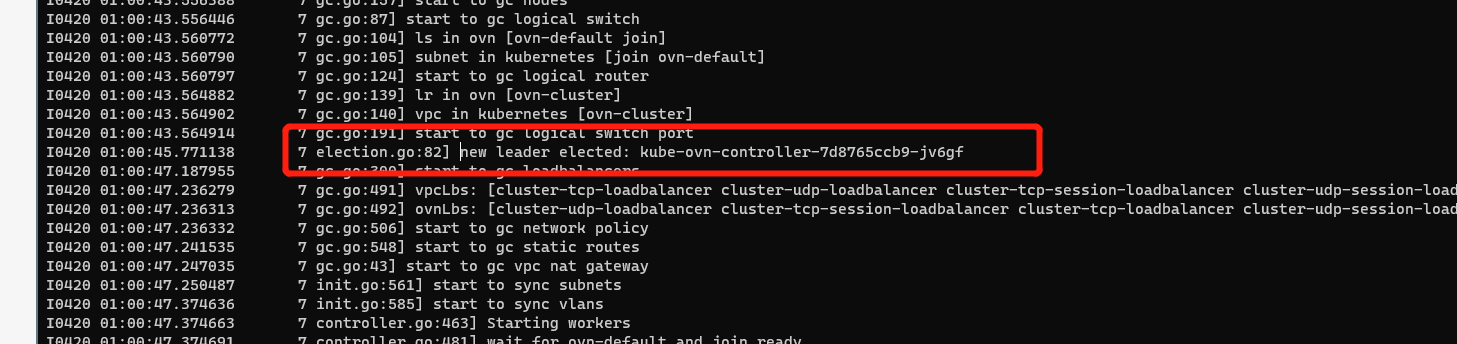 I0420 01:00:43.556388 7 gc.go:157] start to gc nodes
I0420 01:00:43.556446 7 gc.go:87] start to gc logical switch
I0420 01:00:43.560772 7 gc.go:104] ls in ovn [ovn-default join]
I0420 01:00:43.560790 7 gc.go:105] subnet in kubernetes [join ovn-default]
I0420 01:00:43.560797 7 gc.go:124] start to gc logical router
I0420 01:00:43.564882 7 gc.go:139] lr in ovn [ovn-cluster]
I0420 01:00:43.564902 7 gc.go:140] vpc in kubernetes [ovn-cluster]
I0420 01:00:43.564914 7 gc.go:191] start to gc logical switch port
I0420 01:00:45.771138 7 election.go:82] new leader elected: kube-ovn-controller-7d8765ccb9-jv6gf
I0420 01:00:47.187955 7 gc.go:300] start to gc loadbalancers
I0420 01:00:47.236279 7 gc.go:491] vpcLbs: [cluster-tcp-loadbalancer cluster-udp-loadbalancer cluster-tcp-session-loadbalancer cluster-udp-session-load
I0420 01:00:47.236313 7 gc.go:492] ovnLbs: [cluster-udp-loadbalancer cluster-tcp-session-loadbalancer cluster-tcp-loadbalancer cluster-udp-session-load
I0420 01:00:47.236332 7 gc.go:506] start to gc network policy
I0420 01:00:47.241535 7 gc.go:548] start to gc static routes
I0420 01:00:47.247035 7 gc.go:43] start to gc vpc nat gateway
I0420 01:00:47.250487 7 init.go:561] start to sync subnets
I0420 01:00:47.374636 7 init.go:585] start to sync vlans
I0420 01:00:47.374663 7 controller.go:463] Starting workers
I0420 01:00:47.374691 7 controller.go:481] wait for ovn-default and join ready